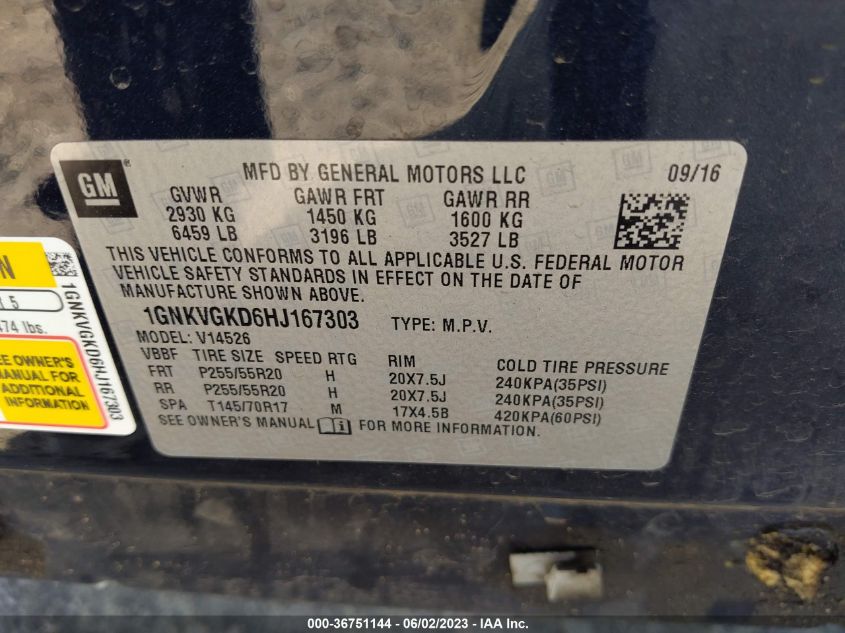 GM
MFD BY GENERAL MOTORS LLC 09/16
GVWR GAWR FRT GAWR RR
2930 KG 1450 KG 1600 KG
6459 LB 3196 LB 3527 LB
THIS VEHICLE CONFORMS TO ALL APPLICABLE U.S. FEDERAL MOTOR
VEHICLE SAFETY STANDARDS IN EFFECT ON THE DATE OF
MANUFACTURE SHOWN ABOVE.
1GNKVGKD6HJ167303 TYPE: M.P.V.
MODEL: V14526
VBBF TIRE SIZE SPEED RTG RIM COLD TIRE PRESSURE
FRT P255/55R20 H 20X7.5J 240KPA(35PSI)
RR P255/55R20 H 20X7.5J 240KPA(35PSI)
SPA T145/70R17 M 17X4.5B 420KPA(60PSI)
SEE OWNER'S MANUAL FOR MORE INFORMATION.
N
.5
474 lbs.
EE OWNER'S
MANUAL FOR
ADDITIONAL
INFORMATION
1GNKVGKD6HJ167303
000-36751144 - 06/02/2023 - IAA Inc.